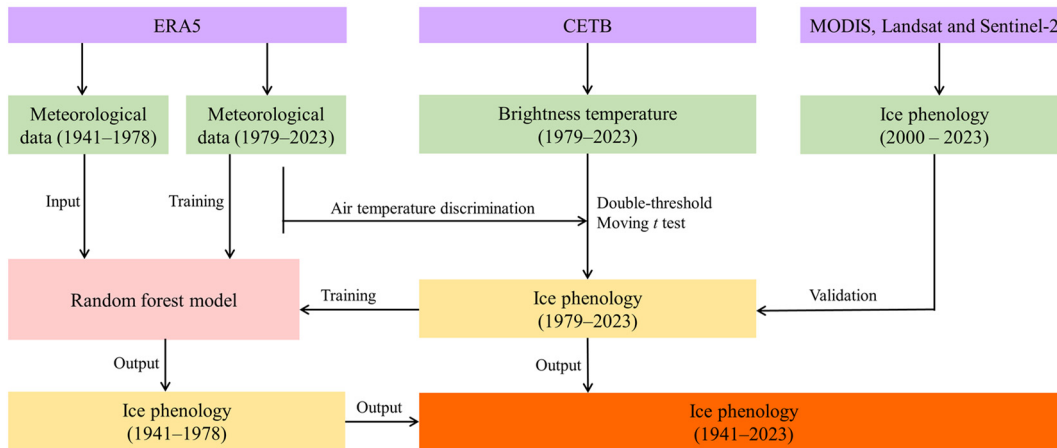 ERA5
CETB
MODIS, Landsat and Sentinel-2
Meteorological
data (1941–1978)
Meteorological
data (1979–2023)
Brightness temperature
(1979–2023)
Ice phenology
(2000 – 2023)
Input
Training
Air temperature discrimination
Double-threshold
Moving t test
Random forest model
Training
Ice phenology
(1979–2023)
Validation
Output
Output
Ice phenology
(1941–1978)
Output
Ice phenology
(1941–2023)